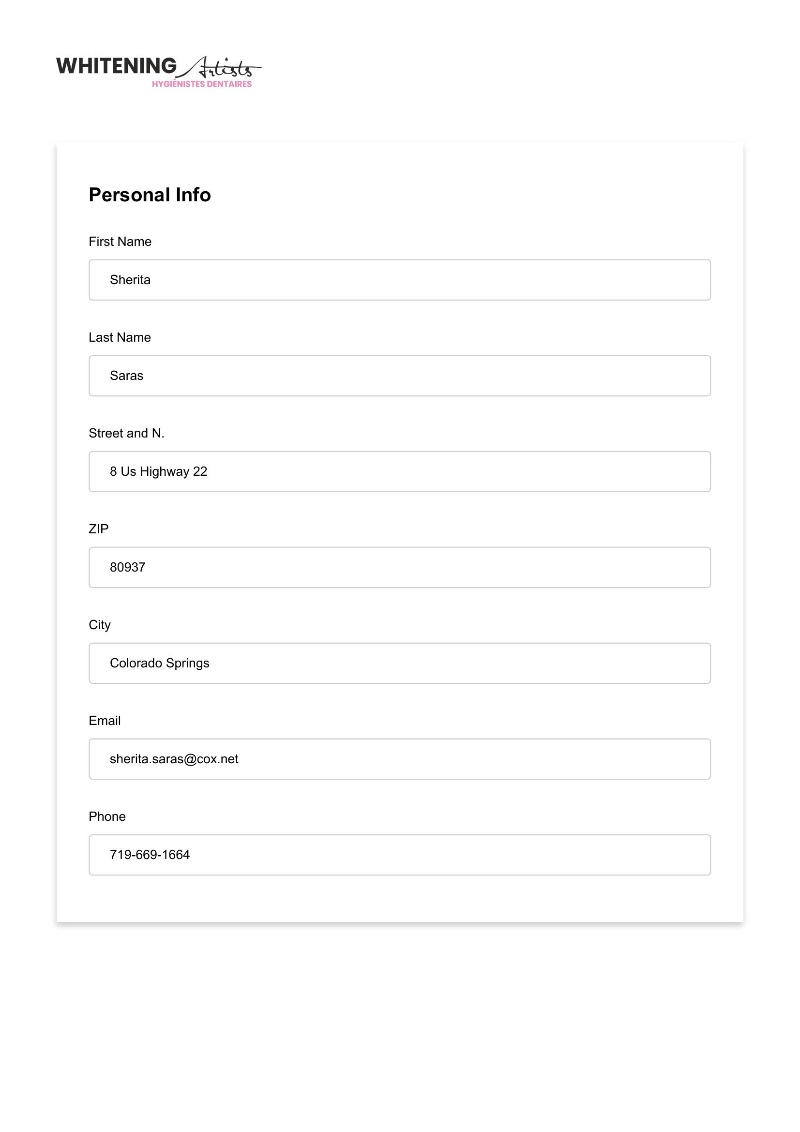 WHITENING Artists
HYGIÉNISTES DENTAIRES
Personal Info
First Name
Sherita
Last Name
Saras
Street and N.
8 Us Highway 22
ZIP
80937
City
Colorado Springs
Email
sherita.saras@cox.net
Phone
719-669-1664